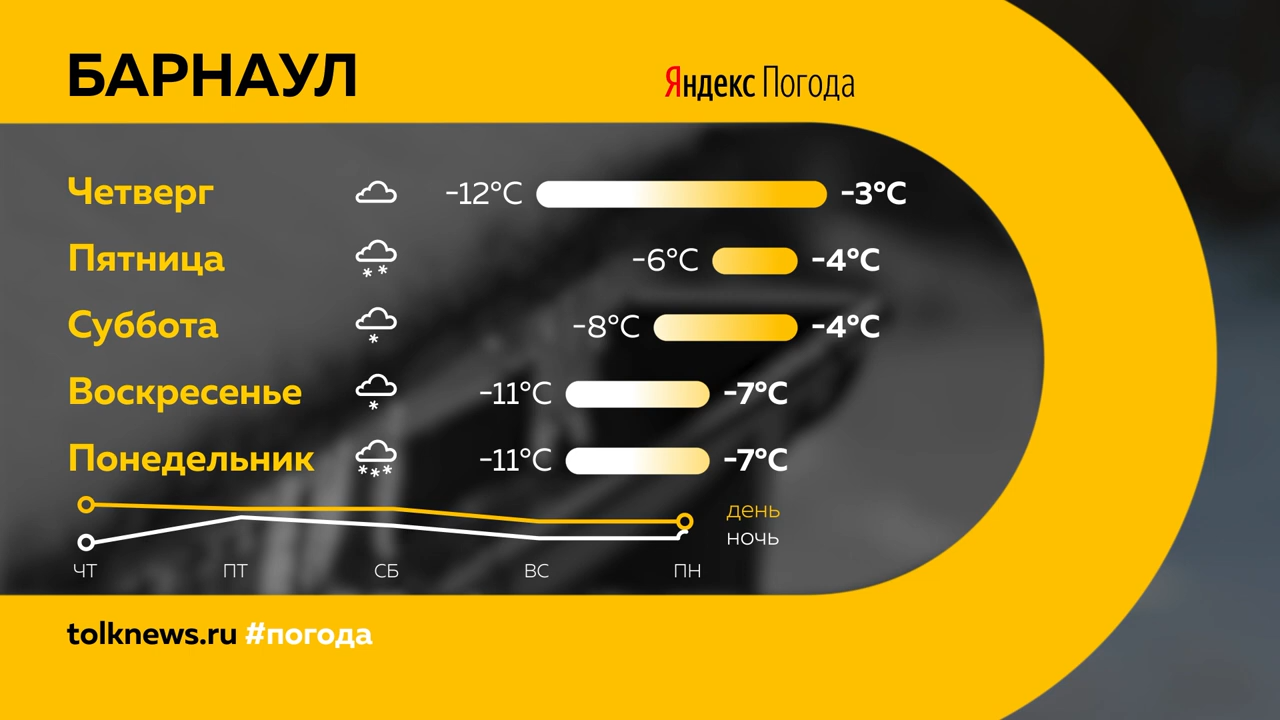 БАРНАУЛ
Яндекс Погода
Четверг -12°C -3°C
Пятница -6°C -4°C
Суббота -8°C -4°C
Воскресенье -11°C -7°C
Понедельник -11°C -7°C
день
ночь
ЧТ ПТ СБ ВС ПН
tolknews.ru #погода